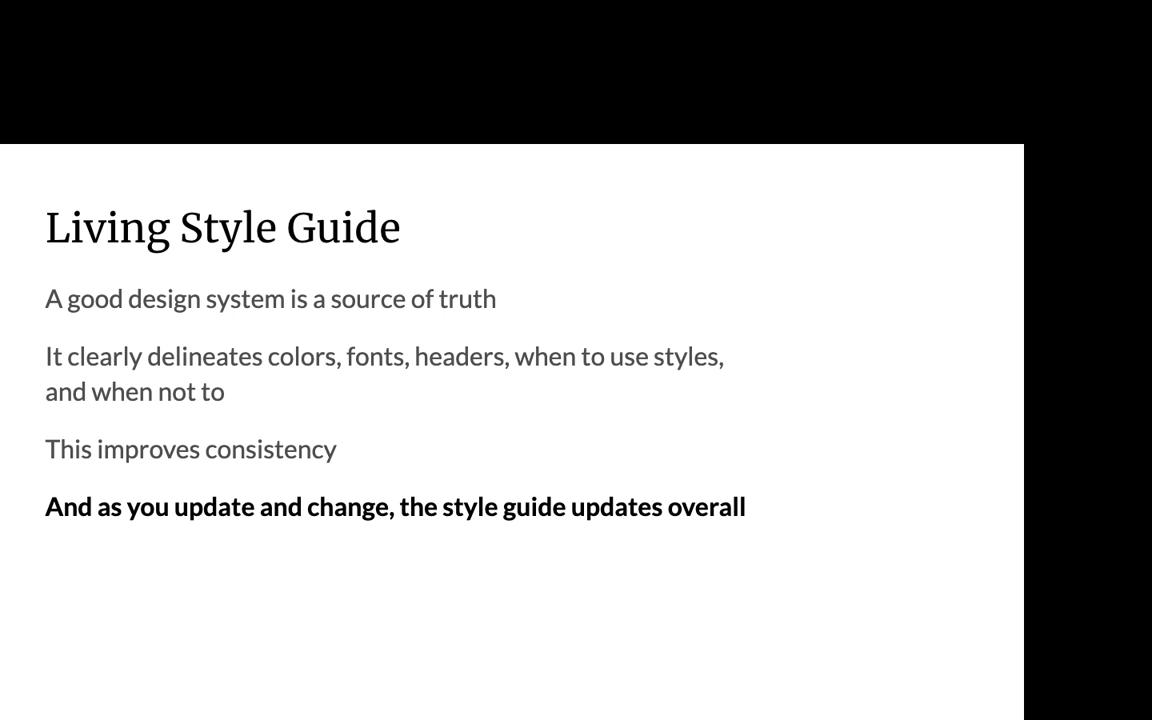 Living Style Guide
A good design system is a source of truth
It clearly delineates colors, fonts, headers, when to use styles,
and when not to
This improves consistency
And as you update and change, the style guide updates overall